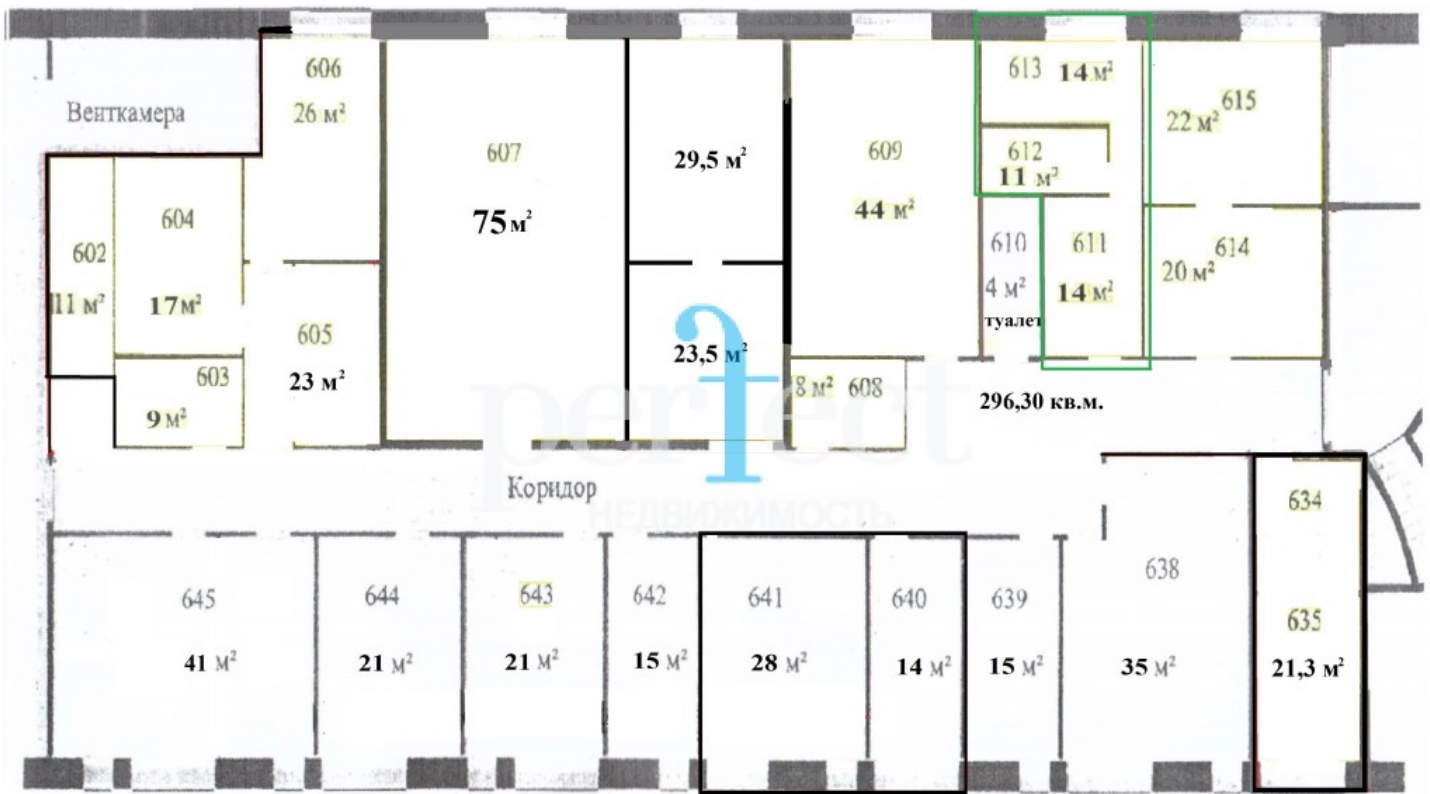 606
26 м²
Венткамера
602
11 м²
604
17 м²
603
9 м²
605
23 м²
607
75 м²
29,5 м²
23,5 м²
609
44 м²
8 м² 608
613 14 м²
612
11 м²
610
4 м²
туалет
611
14 м²
22 м² 615
20 м² 614
296,30 кв.м.
perfect
НЕДВИЖИМОСТЬ
Коридор
645
41 м²
644
21 м²
643
21 м²
642
15 м²
641
28 м²
640
14 м²
639
15 м²
638
35 м²
634
635
21,3 м²